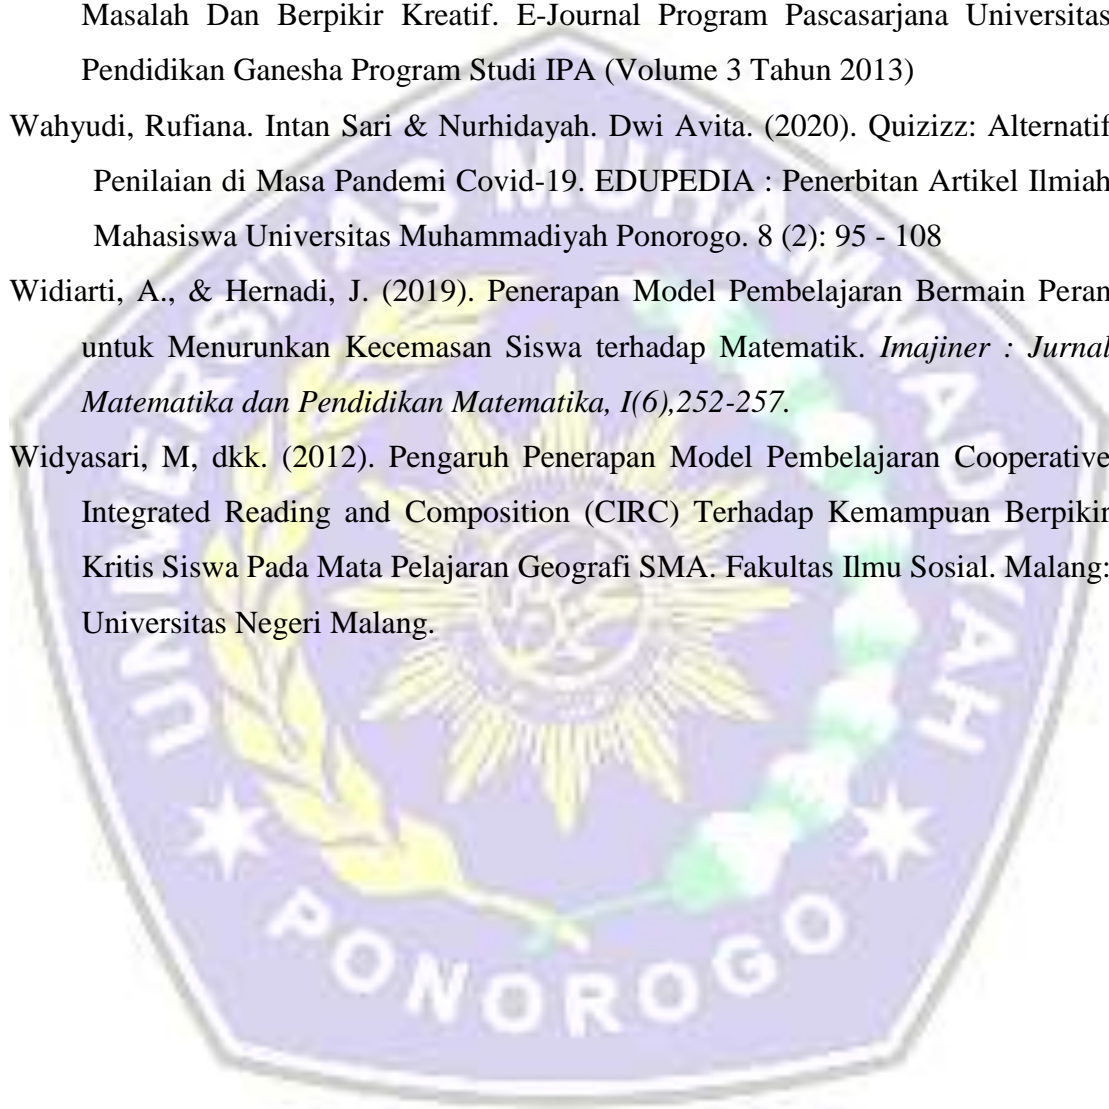 Masalah Dan Berpikir Kreatif. E-Journal Program Pascasarjana Universitas
Pendidikan Ganesha Program Studi IPA (Volume 3 Tahun 2013)
Wahyudi, Rufiana. Intan Sari & Nurhidayah. Dwi Avita. (2020). Quizizz: Alternatif
Penilaian di Masa Pandemi Covid-19. EDUPEDIA : Penerbitan Artikel Ilmiah
Mahasiswa Universitas Muhammadiyah Ponorogo. 8 (2): 95 - 108
Widiarti, A., & Hernadi, J. (2019). Penerapan Model Pembelajaran Bermain Peran
untuk Menurunkan Kecemasan Siswa terhadap Matematik. Imajiner : Jurnal
Matematika dan Pendidikan Matematika, I(6),252-257.
Widyasari, M, dkk. (2012). Pengaruh Penerapan Model Pembelajaran Cooperative
Integrated Reading and Composition (CIRC) Terhadap Kemampuan Berpikir
Kritis Siswa Pada Mata Pelajaran Geografi SMA. Fakultas Ilmu Sosial. Malang:
Universitas Negeri Malang.
UNIVERSITAS MUHAMMADIYAH
PONOROGO